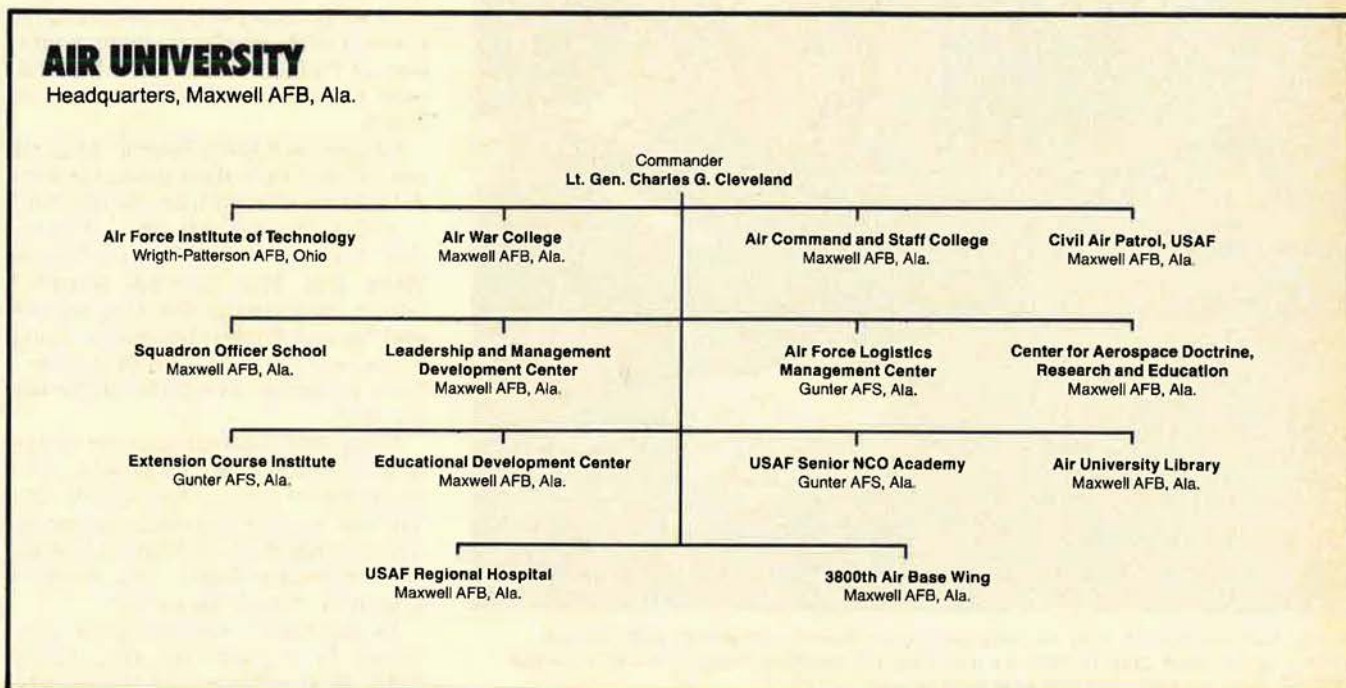 AIR UNIVERSITY
Headquarters, Maxwell AFB, Ala.
Commander
Lt. Gen. Charles G. Cleveland
Air Force Institute of Technology
Wrigth-Patterson AFB, Ohio
Air War College
Maxwell AFB, Ala.
Air Command and Staff College
Maxwell AFB, Ala.
Civil Air Patrol, USAF
Maxwell AFB, Ala.
Squadron Officer School
Maxwell AFB, Ala.
Leadership and Management
Development Center
Maxwell AFB, Ala.
Air Force Logistics
Management Center
Gunter AFS, Ala.
Center for Aerospace Doctrine,
Research and Education
Maxwell AFB, Ala.
Extension Course Institute
Gunter AFS, Ala.
Educational Development Center
Maxwell AFB, Ala.
USAF Senior NCO Academy
Gunter AFS, Ala.
Air University Library
Maxwell AFB, Ala.
USAF Regional Hospital
Maxwell AFB, Ala.
3800th Air Base Wing
Maxwell AFB, Ala.